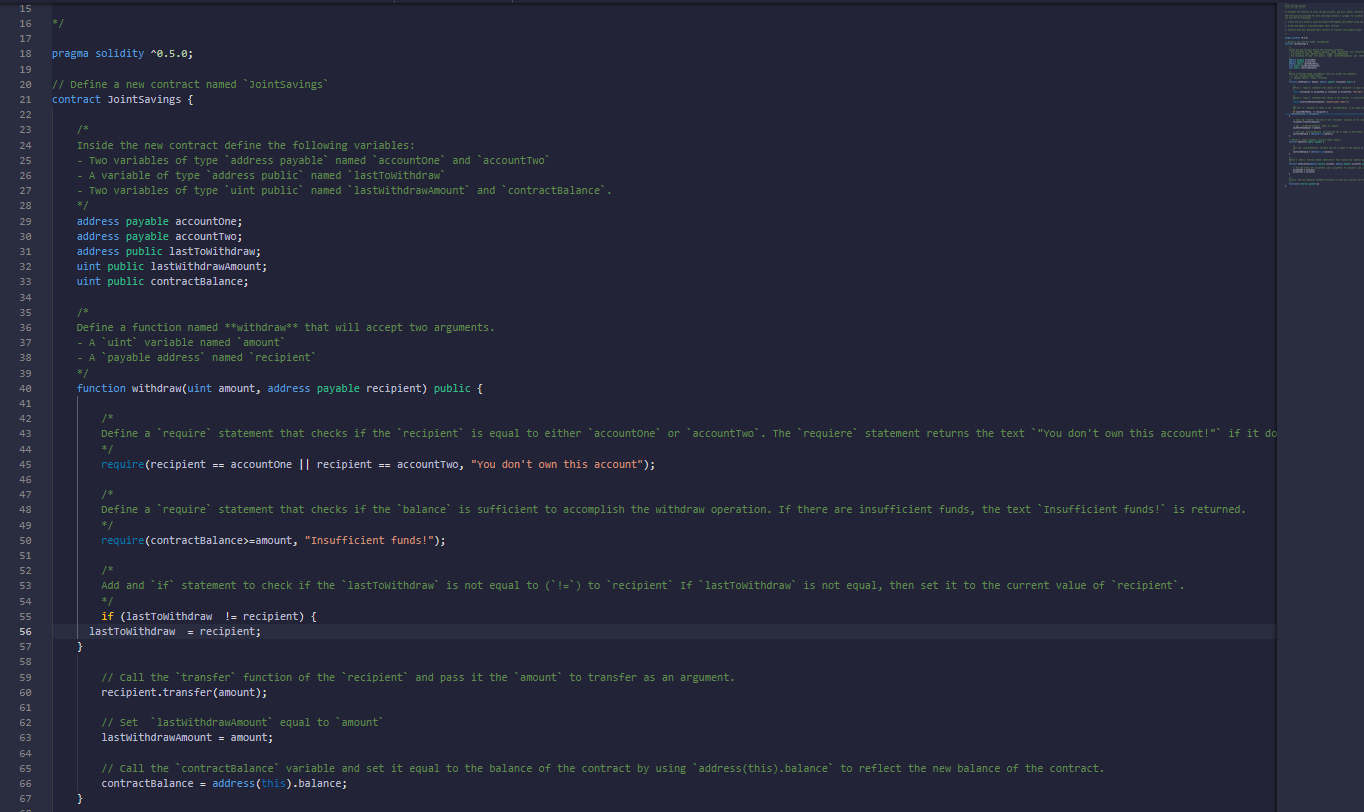 15
16 */
17
18 pragma solidity ^0.5.0;
19
20 // Define a new contract named `JointSavings`
21 contract JointSavings {
22
23 /*
24 Inside the new contract define the following variables:
25 - Two variables of type `address payable` named `accountOne` and `accountTwo`
26 - A variable of type `address public` named `lastToWithdraw`
27 - Two variables of type `uint public` named `lastWithdrawAmount` and `contractBalance`.
28 */
29 address payable accountOne;
30 address payable accountTwo;
31 address public lastToWithdraw;
32 uint public lastWithdrawAmount;
33 uint public contractBalance;
34
35 /*
36 Define a function named **withdraw** that will accept two arguments.
37 - A `uint` variable named `amount`
38 - A `payable address` named `recipient`
39 */
40 function withdraw(uint amount, address payable recipient) public {
41
42 /*
43 Define a `require` statement that checks if the `recipient` is equal to either `accountOne` or `accountTwo`. The `requiere` statement returns the text `"You don't own this account!"` if it do
44 */
45 require(recipient == accountOne || recipient == accountTwo, "You don't own this account");
46
47 /*
48 Define a `require` statement that checks if the `balance` is sufficient to accomplish the withdraw operation. If there are insufficient funds, the text `Insufficient funds!` is returned.
49 */
50 require(contractBalance>=amount, "Insufficient funds!");
51
52 /*
53 Add and `if` statement to check if the `lastToWithdraw` is not equal to (`!=`) to `recipient` If `lastToWithdraw` is not equal, then set it to the current value of `recipient`.
54 */
55 if (lastToWithdraw  != recipient) {
56 lastToWithdraw  = recipient;
57 }
58
59 // Call the `transfer` function of the `recipient` and pass it the `amount` to transfer as an argument.
60 recipient.transfer(amount);
61
62 // Set  `lastWithdrawAmount` equal to `amount`
63 lastWithdrawAmount = amount;
64
65 // Call the `contractBalance` variable and set it equal to the balance of the contract by using `address(this).balance` to reflect the new balance of the contract.
66 contractBalance = address(this).balance;
67 }